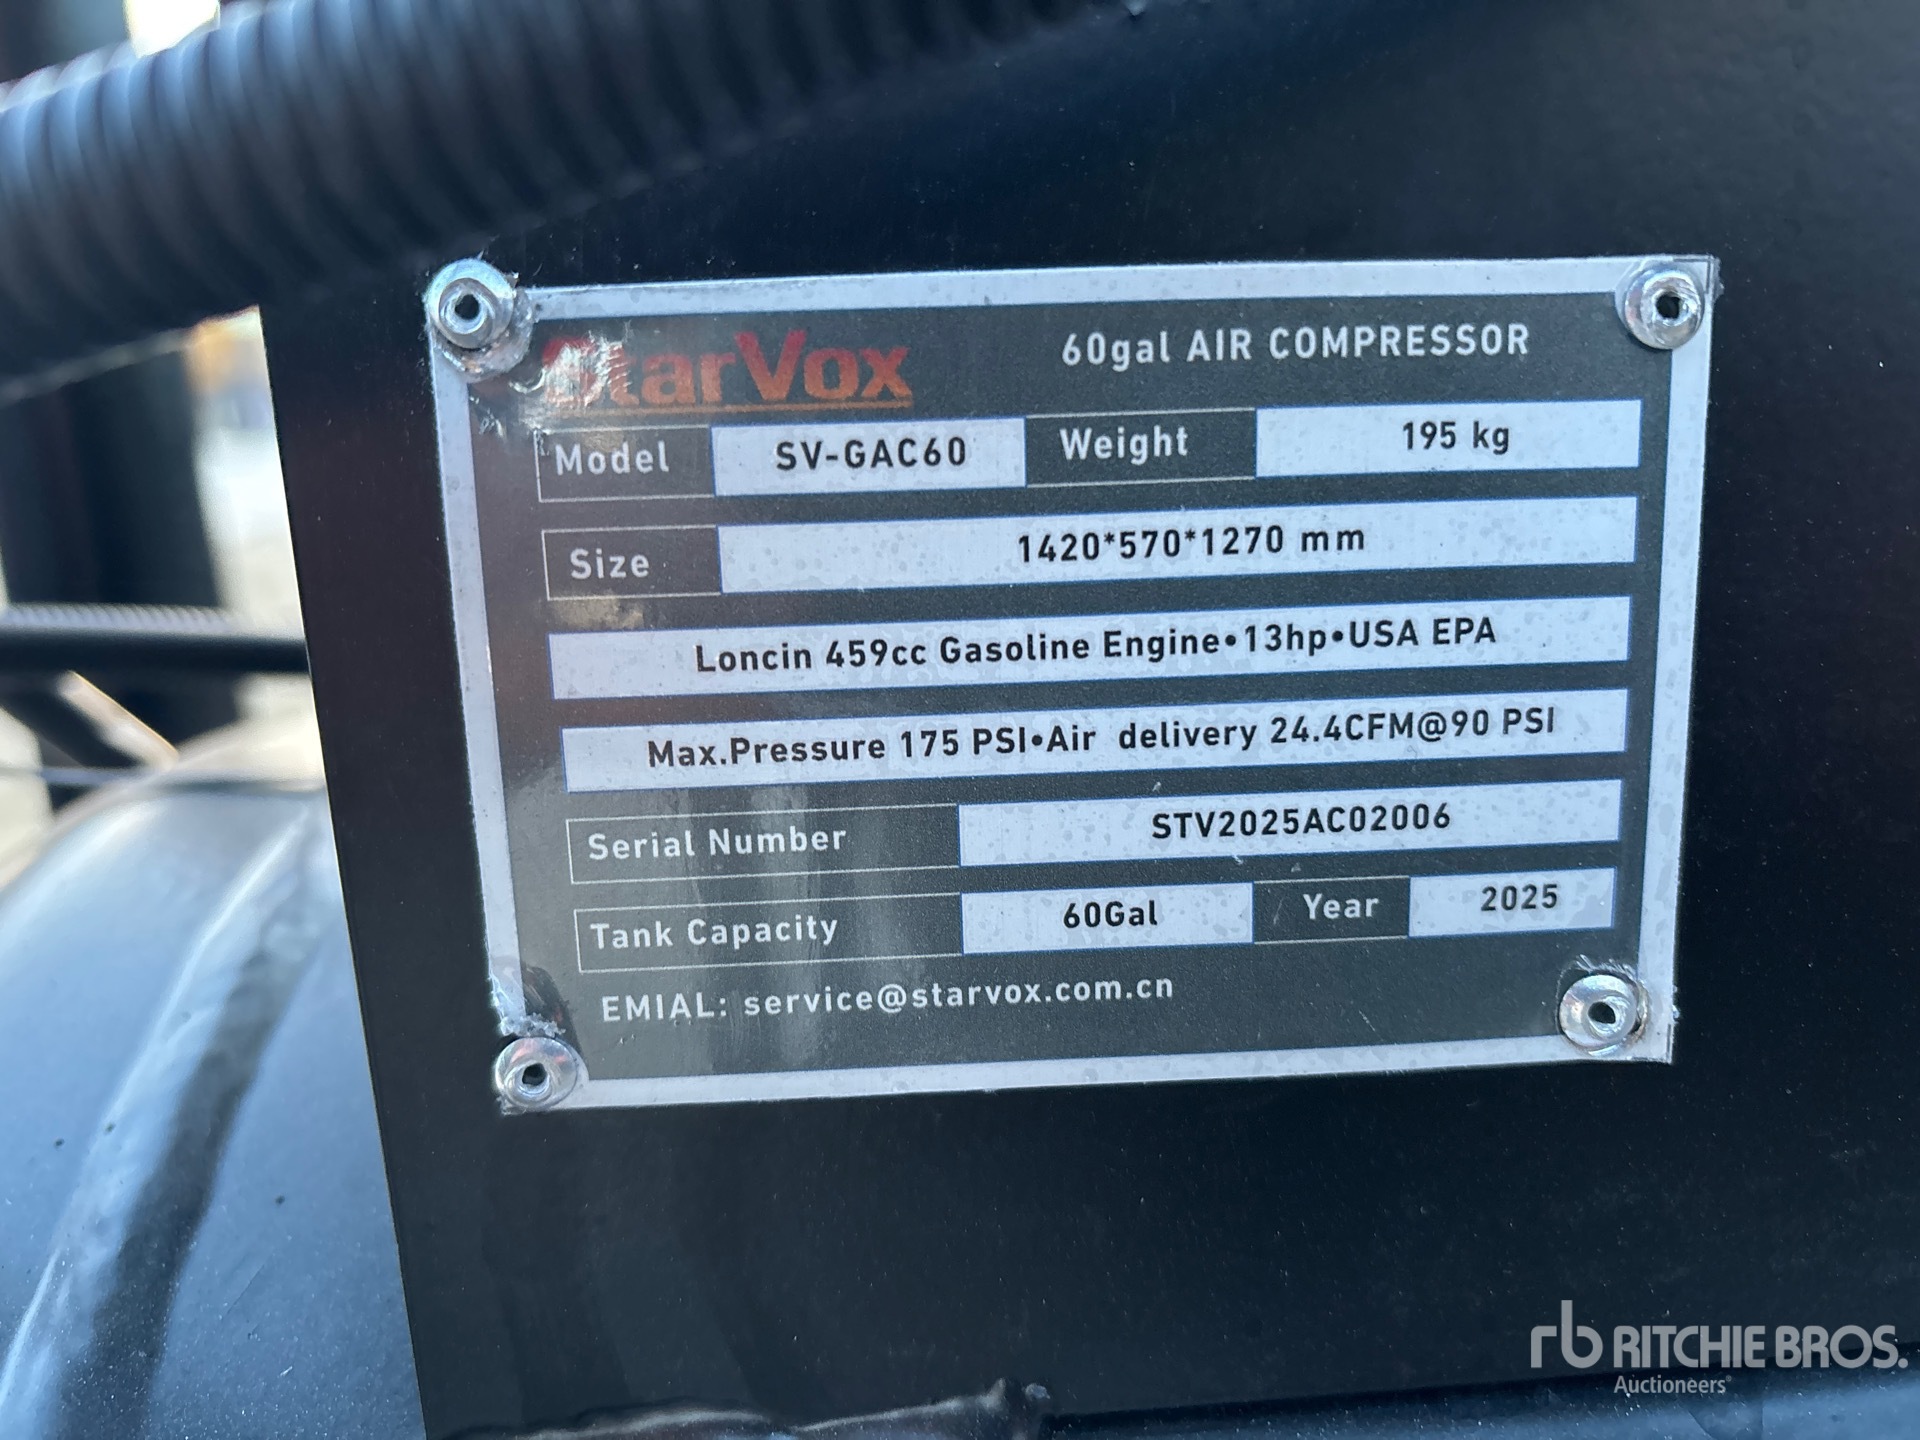 StarVox 60gal AIR COMPRESSOR
Model SV-GAC60 Weight 195 kg
Size 1420*570*1270 mm
Loncin 459cc Gasoline Engine•13hp•USA EPA
Max.Pressure 175 PSI•Air delivery 24.4CFM@90 PSI
Serial Number STV2025AC02006
Tank Capacity 60Gal Year 2025
EMIAL: service@starvox.com.cn
rb RITCHIE BROS.
Auctioneers®